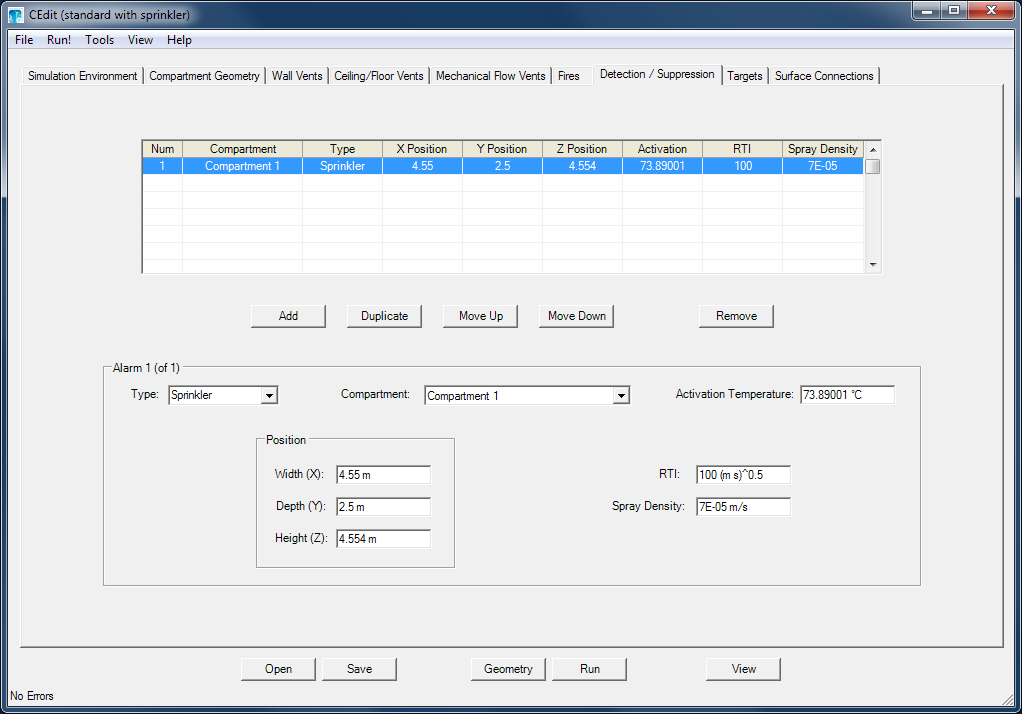 CEdit (standard with sprinkler)
File Run! Tools View Help
Simulation Environment Compartment Geometry Wall Vents Ceiling/Floor Vents Mechanical Flow Vents Fires Detection / Suppression Targets Surface Connections
Num Compartment Type X Position Y Position Z Position Activation RTI Spray Density
1 Compartment 1 Sprinkler 4.55 2.5 4.554 73.89001 100 7E-05
Add Duplicate Move Up Move Down Remove
Alarm 1 (of 1)
Type: Sprinkler Compartment: Compartment 1 Activation Temperature: 73.89001 °C
Position
Width (X): 4.55 m RTI: 100 (m s)^0.5
Depth (Y): 2.5 m Spray Density: 7E-05 m/s
Height (Z): 4.554 m
Open Save Geometry Run View
No Errors